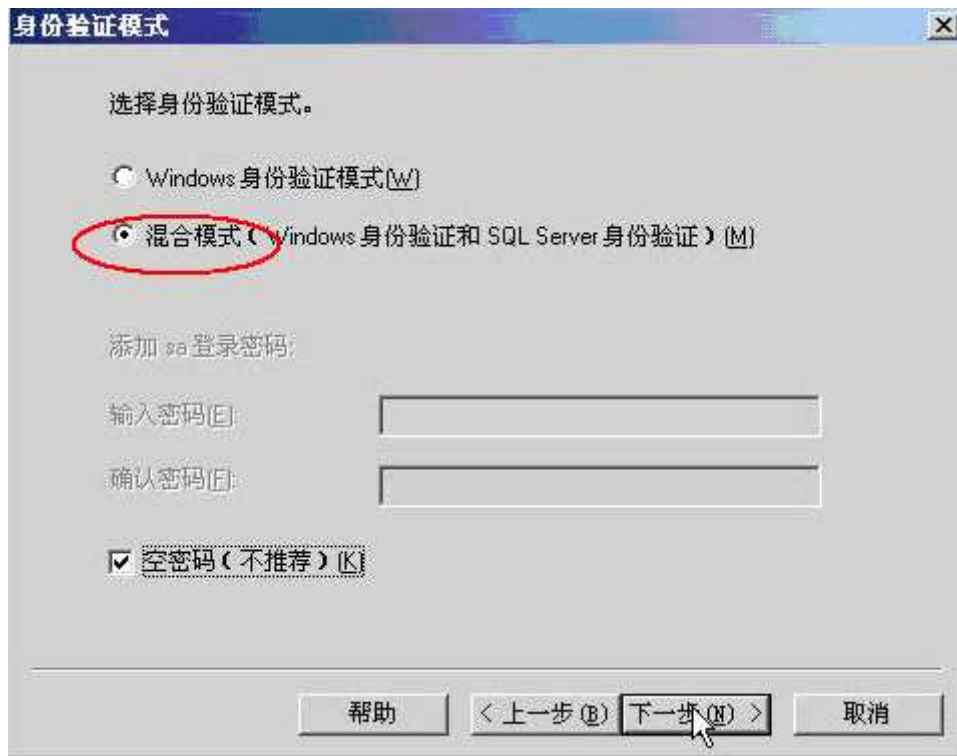 身份验证模式
选择身份验证模式。
Windows 身份验证模式(W)
混合模式（Windows 身份验证和 SQL Server 身份验证）(M)
添加 sa 登录密码:
输入密码(E):
确认密码(F):
空密码（不推荐）(K)
帮助
< 上一步(B)
下一步(N) >
取消